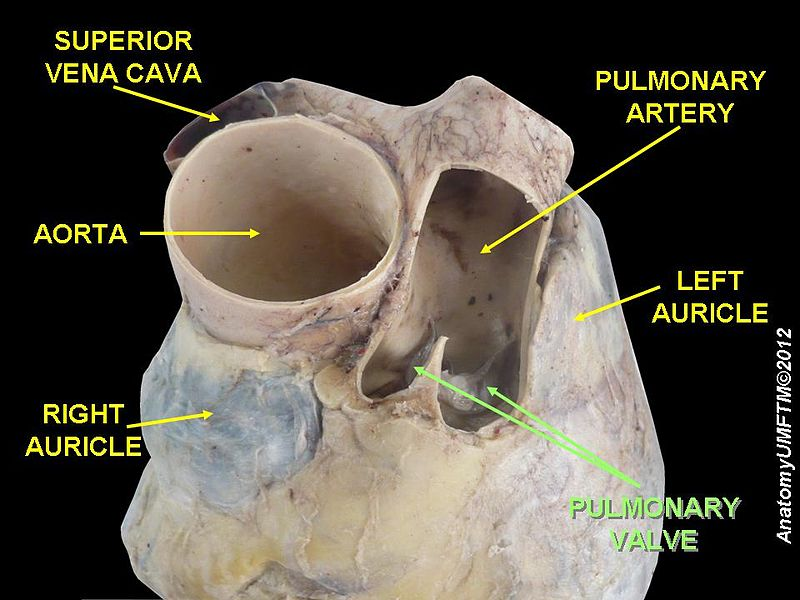 SUPERIOR
VENA CAVA
PULMONARY
ARTERY
AORTA
LEFT
AURICLE
RIGHT
AURICLE
PULMONARY
VALVE
AnatomyUMFTM©2012